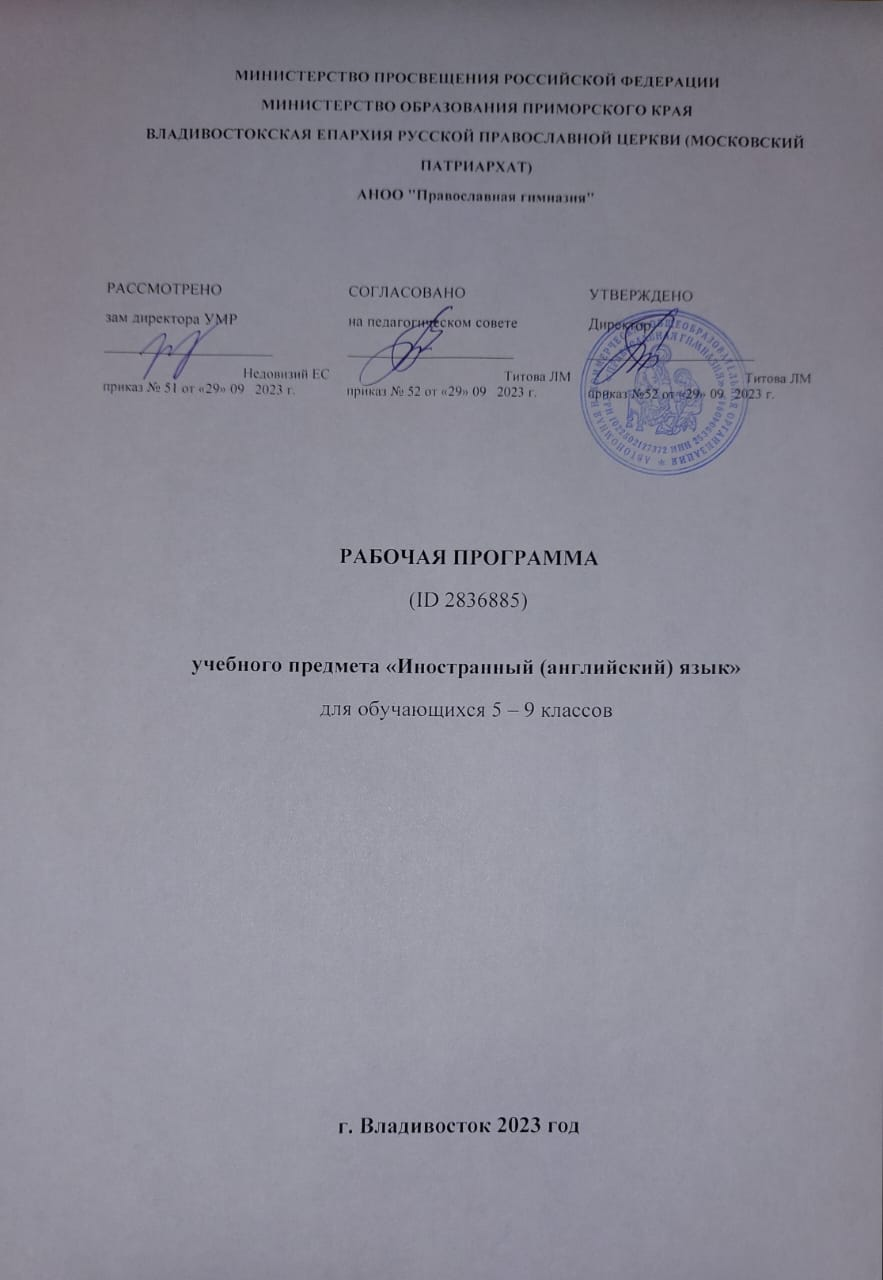 МИНИСТЕРСТВО ПРОСВЕЩЕНИЯ РОССИЙСКОЙ ФЕДЕРАЦИИ
МИНИСТЕРСТВО ОБРАЗОВАНИЯ ПРИМОРСКОГО КРАЯ
ВЛАДИВОСТОКСКАЯ ЕПАРХИЯ РУССКОЙ ПРАВОСЛАВНОЙ ЦЕРКВИ (МОСКОВСКИЙ
ПАТРИАРХАТ)
АНОО "Православная гимназия"
РАССМОТРЕНО
зам директора УМР
Недовизий ЕС
приказ № 51 от «29» 09 2023 г.
СОГЛАСОВАНО
на педагогическом совете
Титова ЛМ
приказ № 52 от «29» 09 2023 г.
УТВЕРЖДЕНО
Директор
Титова ЛМ
приказ №52 от «29» 09 2023 г.
РАБОЧАЯ ПРОГРАММА
(ID 2836885)
учебного предмета «Иностранный (английский) язык»
для обучающихся 5 – 9 классов
г. Владивосток 2023 год